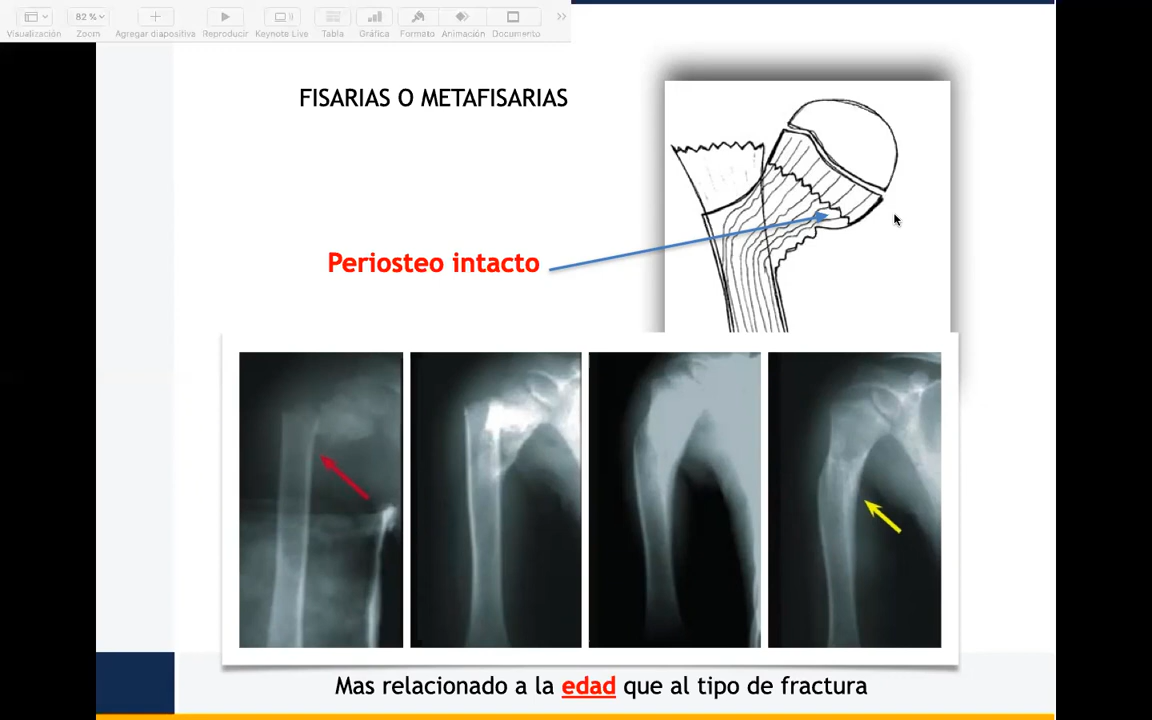 82 %
Visualización Zoom Agregar diapositiva Reproducir Keynote Live Tabla Gráfica Formato Animación Documento
FISARIAS O METAFISARIAS
Periosteo intacto
Mas relacionado a la edad que al tipo de fractura